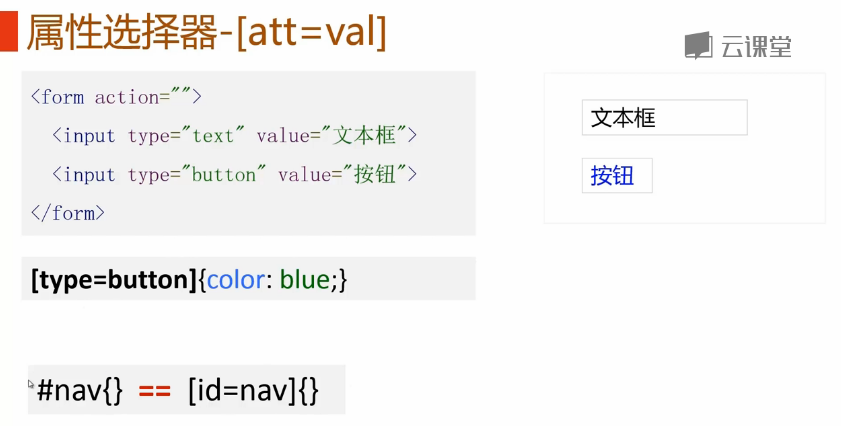 属性选择器-[att=val]
云课堂
<form action="">
<input type="text" value="文本框">
<input type="button" value="按钮">
</form>
文本框
按钮
[type=button]{color: blue;}
#nav{} == [id=nav]{}